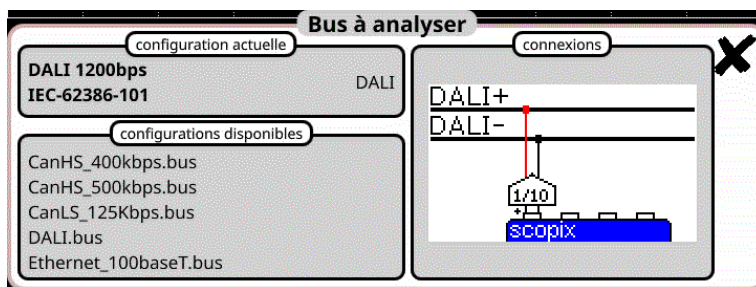 Bus à analyser
configuration actuelle
DALI 1200bps
IEC-62386-101
DALI
configurations disponibles
CanHS_400kbps.bus
CanHS_500kbps.bus
CanLS_125Kbps.bus
DALI.bus
Ethernet_100baseT.bus
connexions
DALI+
DALI-
1/10
scopix